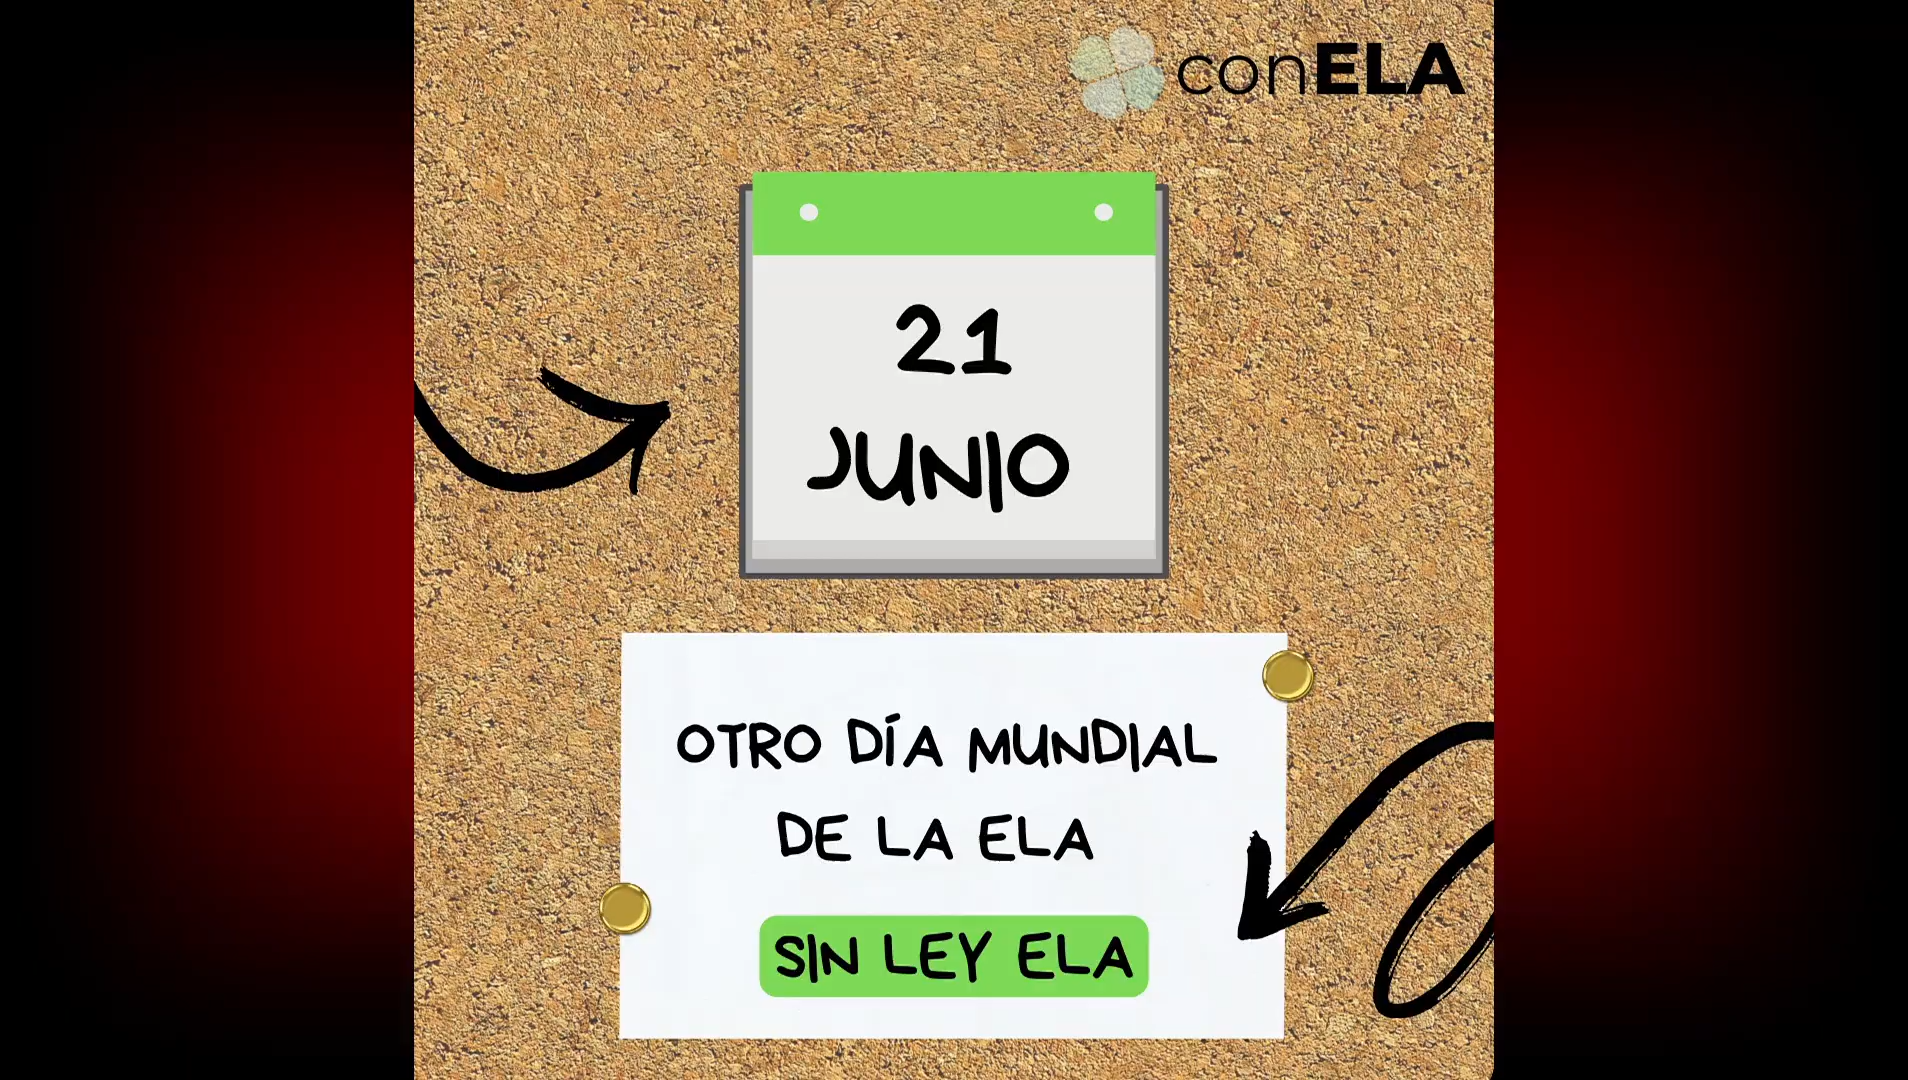 conELA
21
JUNIO
OTRO DÍA MUNDIAL
DE LA ELA
SIN LEY ELA